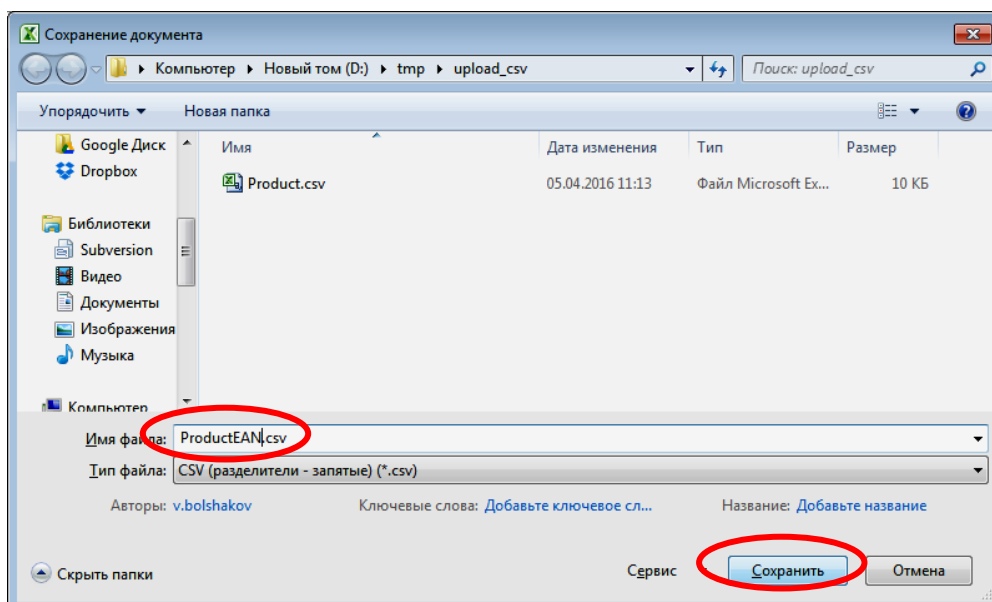 Сохранение документа
Компьютер Новый том (D:) tmp upload_csv Поиск: upload_csv
Упорядочить Новая папка
Google Диск
Dropbox
Библиотеки
Subversion
Видео
Документы
Изображения
Музыка
Компьютер
Имя Дата изменения Тип Размер
Product.csv 05.04.2016 11:13 Файл Microsoft Ex... 10 КБ
Имя файла: ProductEAN.csv
Тип файла: CSV (разделители - запятые) (*.csv)
Авторы: v.bolshakov Ключевые слова: Добавьте ключевое сл... Название: Добавьте название
Скрыть папки Сервис Сохранить Отмена